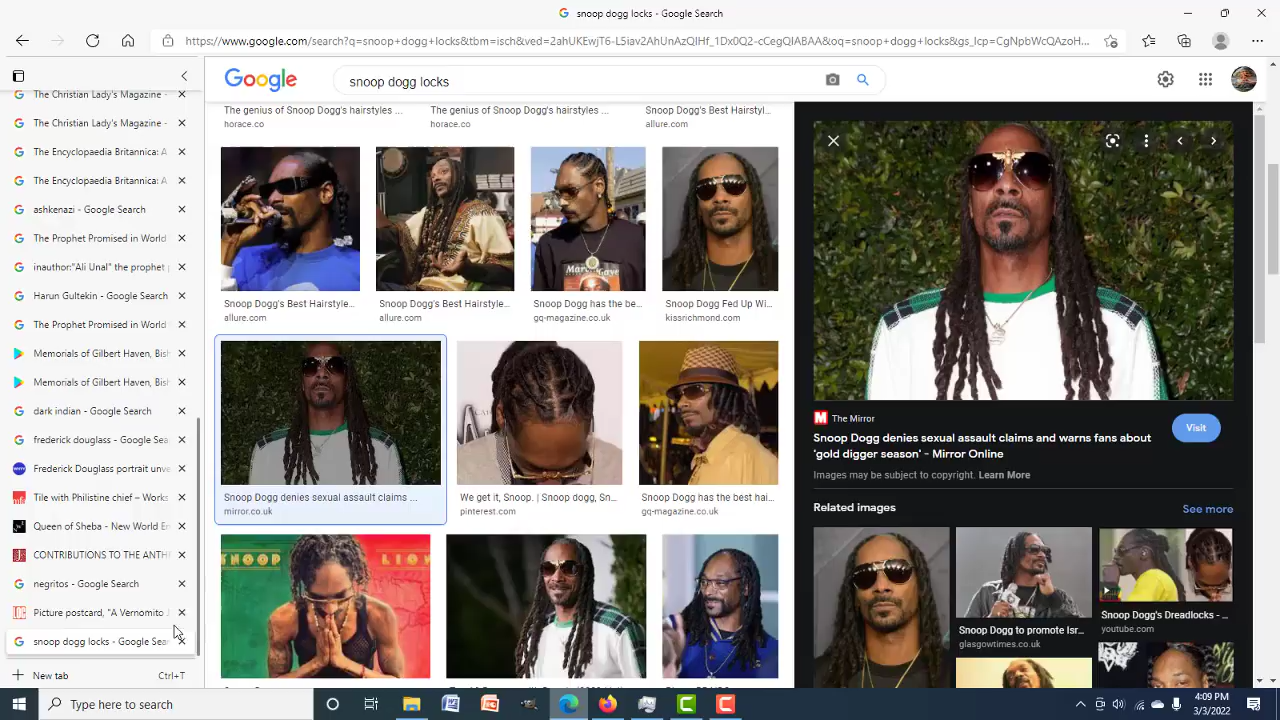 snoop dogg locks - Google Search
https://www.google.com/search?q=snoop+dogg+locks&tbm=isch&ved=2ahUKEwjT6-L5iav2AhUnAzQIHf_1Dx0Q2-cCegQIABAA&oq=snoop+dogg+locks&gs_lcp=CgNpbVcQAzoH...
The Christian Lady's Magazine
The Christian Lady's Magazine -
The Encyclopaedia Britannica: A
The Encyclopaedia Britannica: A
ashkenazi - Google Search
The Prophet Promised in World
inauthor:"Ali Unal" the prophet
Harun Gultekin - Google Search
The Prophet Promised in World
Memorials of Gilbert Haven, Bish
Memorials of Gilbert Haven, Bish
dark indian - Google Search
frederick douglass - Google Sea
Frederick Douglass portrait
Tile with Philistine chief – Works
Queen of Sheba - New World En
CONTRIBUTIONS TO THE ANTH
negritos - Google Search
Picture postcard, "A Vernomito
snoop dogg locks - Google Sea
New tab
Ctrl+T
Google
snoop dogg locks
The genius of Snoop Dogg's hairstyles ...
horace.co
The genius of Snoop Dogg's hairstyles ...
horace.co
Snoop Dogg's Best Hairstyl...
allure.com
Snoop Dogg's Best Hairstyle...
allure.com
Snoop Dogg's Best Hairstyle...
allure.com
Marvin Gaye
Snoop Dogg has the be...
gq-magazine.co.uk
Snoop Dogg Fed Up Wi...
kissrichmond.com
Snoop Dogg denies sexual assault claims ...
mirror.co.uk
We get it, Snoop. | Snoop dogg, Sn...
pinterest.com
Snoop Dogg has the best hai...
gq-magazine.co.uk
SNOOP LION
M The Mirror
Visit
Snoop Dogg denies sexual assault claims and warns fans about
'gold digger season' - Mirror Online
Images may be subject to copyright. Learn More
Related images
See more
Snoop Dogg to promote Isr...
glasgowtimes.co.uk
Snoop Dogg's Dreadlocks - ...
youtube.com
Type here to search
4:09 PM
3/3/2022